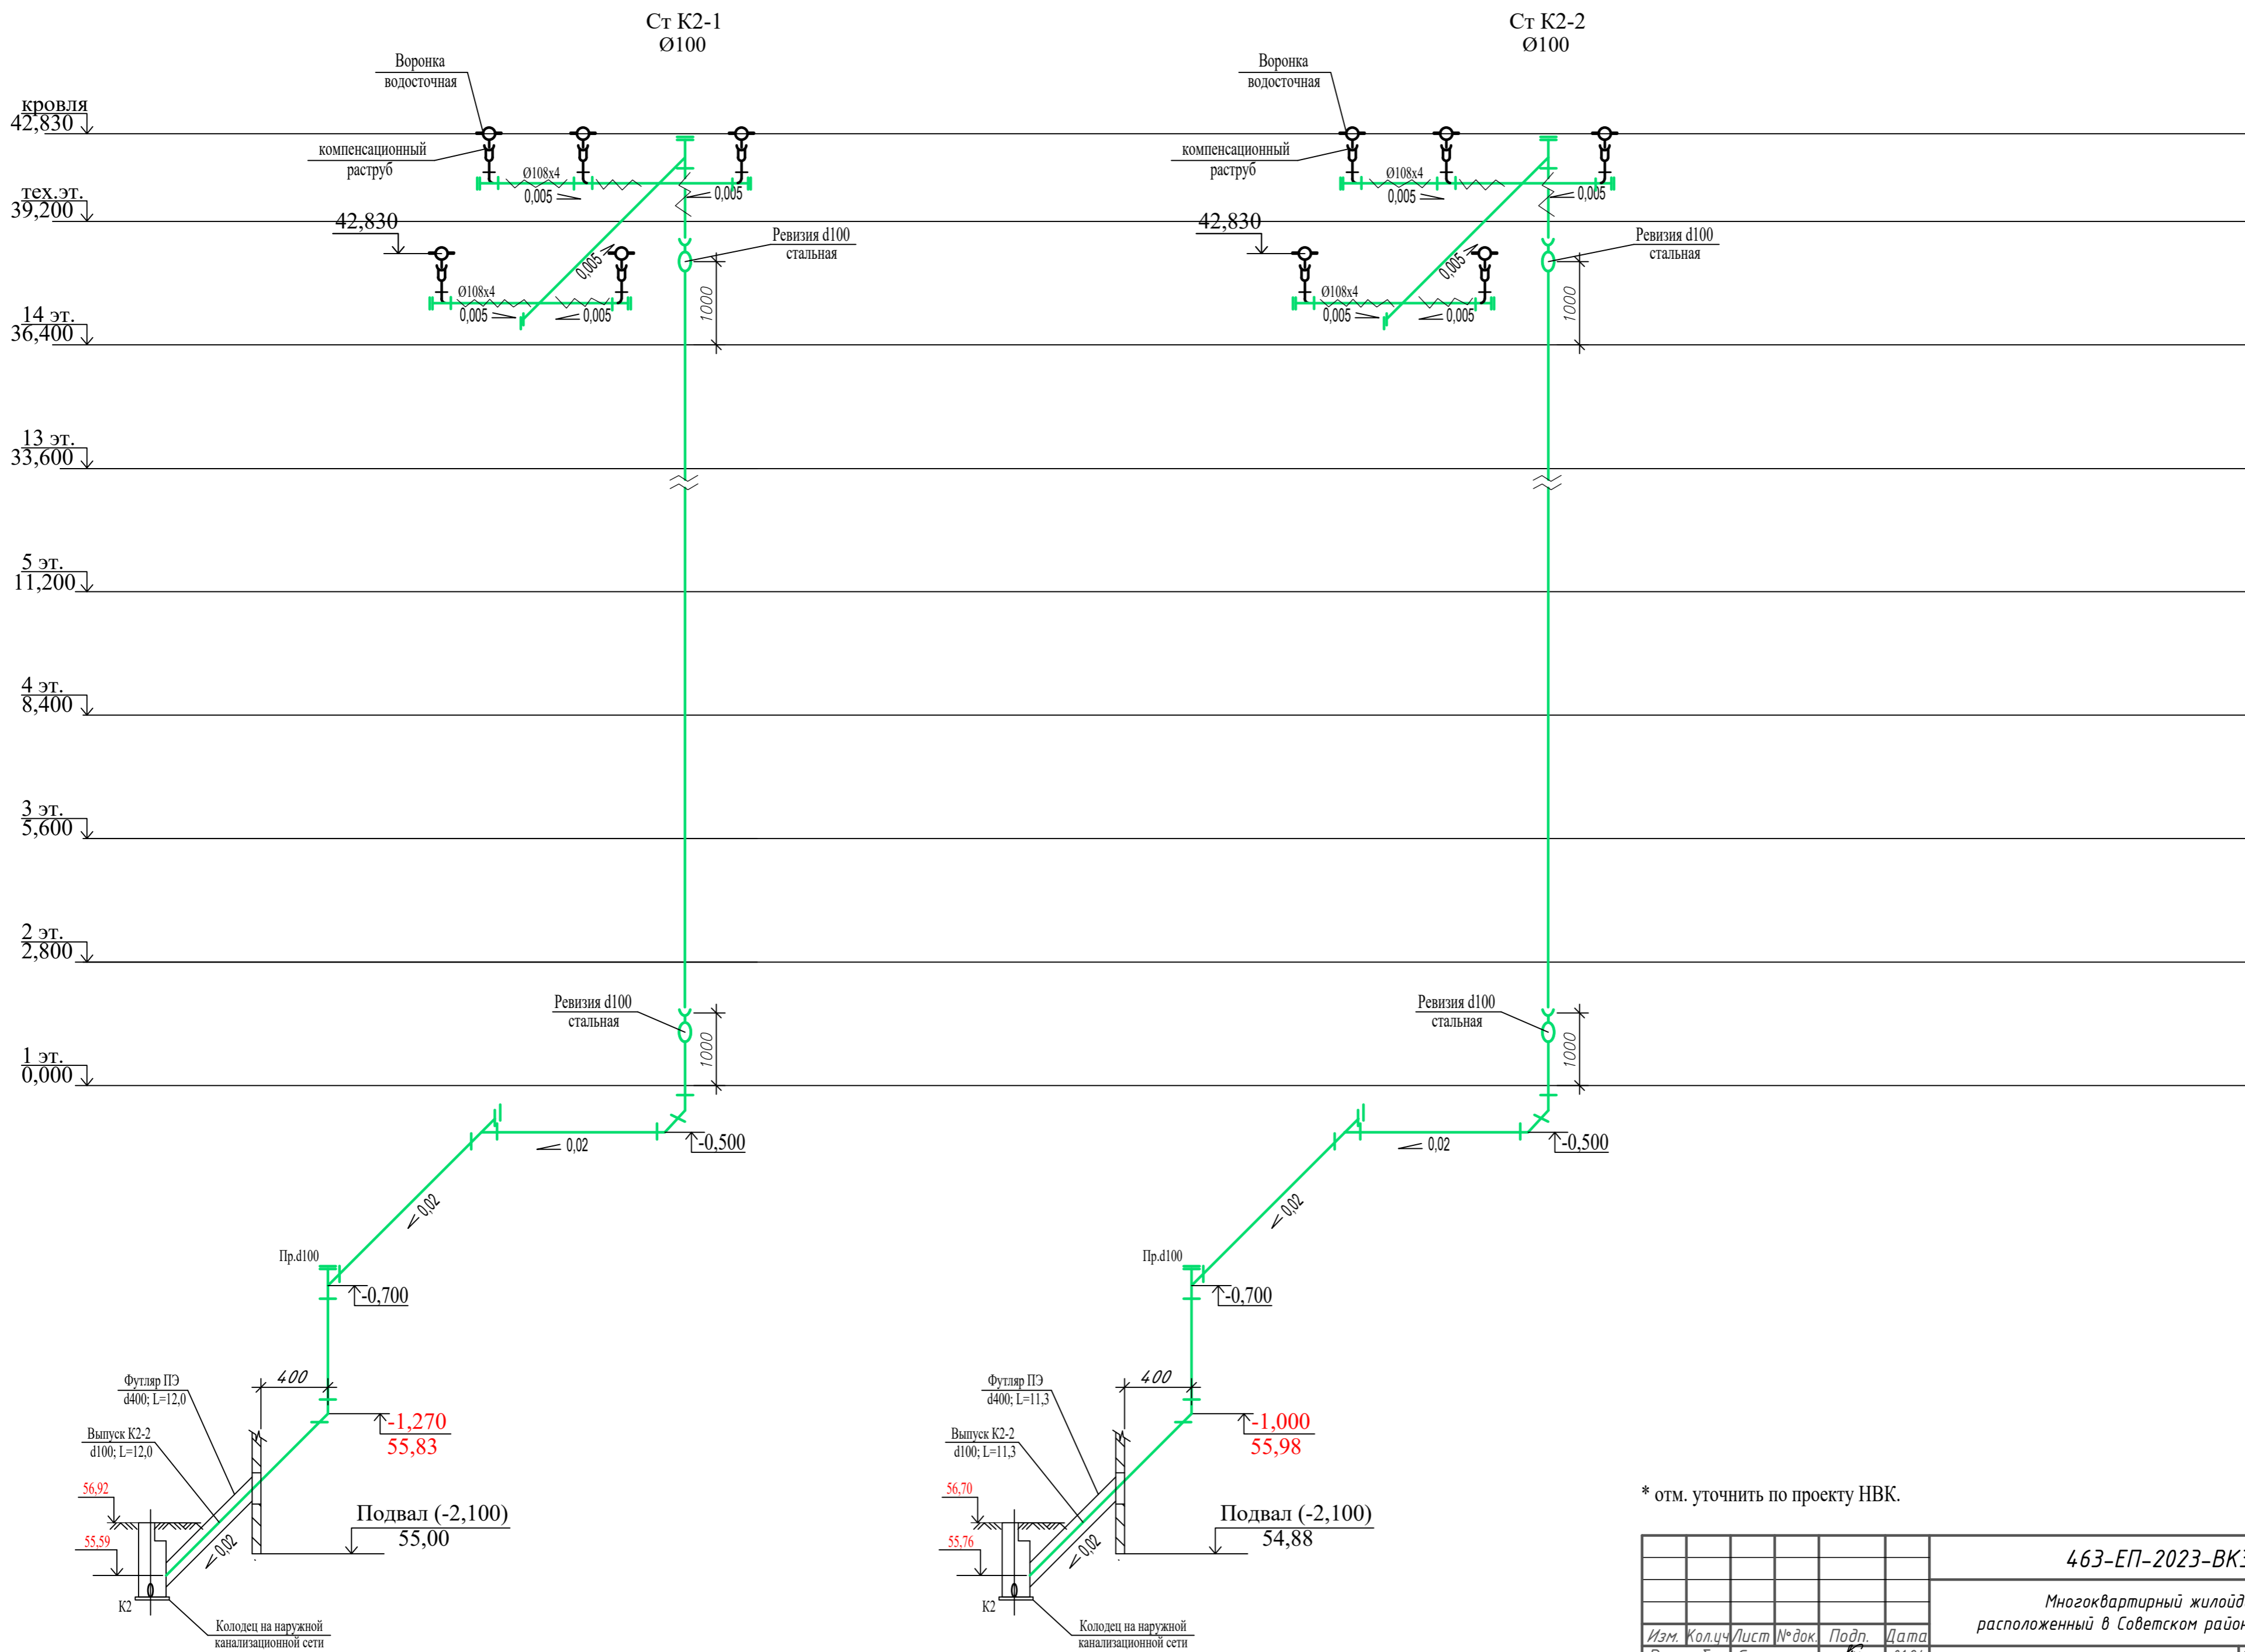 Ст К2-1
Ø100
Ст К2-2
Ø100
Воронка
водосточная
Воронка
водосточная
кровля
42,830
компенсационный
раструб
компенсационный
раструб
Ø108x4
0,005
0,005
Ø108x4
0,005
0,005
тех.эт.
39,200
42,830
42,830
Ревизия d100
стальная
Ревизия d100
стальная
0,005
0,005
Ø108x4
0,005
0,005
Ø108x4
0,005
0,005
1000
1000
14 эт.
36,400
13 эт.
33,600
5 эт.
11,200
4 эт.
8,400
3 эт.
5,600
2 эт.
2,800
Ревизия d100
стальная
Ревизия d100
стальная
1000
1000
1 эт.
0,000
0,02
-0,500
0,02
-0,500
0,02
0,02
Пр.d100
-0,700
Пр.d100
-0,700
Футляр ПЭ
d400; L=12,0
400
Футляр ПЭ
d400; L=11,3
400
-1,270
55,83
-1,000
55,98
Выпуск К2-2
d100; L=12,0
Выпуск К2-2
d100; L=11,3
56,92
56,70
Подвал (-2,100)
55,00
Подвал (-2,100)
54,88
55,59
55,76
0,02
0,02
К2
К2
Колодец на наружной
канализационной сети
Колодец на наружной
канализационной сети
* отм. уточнить по проекту НВК.
463-ЕП-2023-ВК3
Многоквартирный жилой
расположенный в Советском
Изм. Кол.уч Лист №док. Подп. Дата